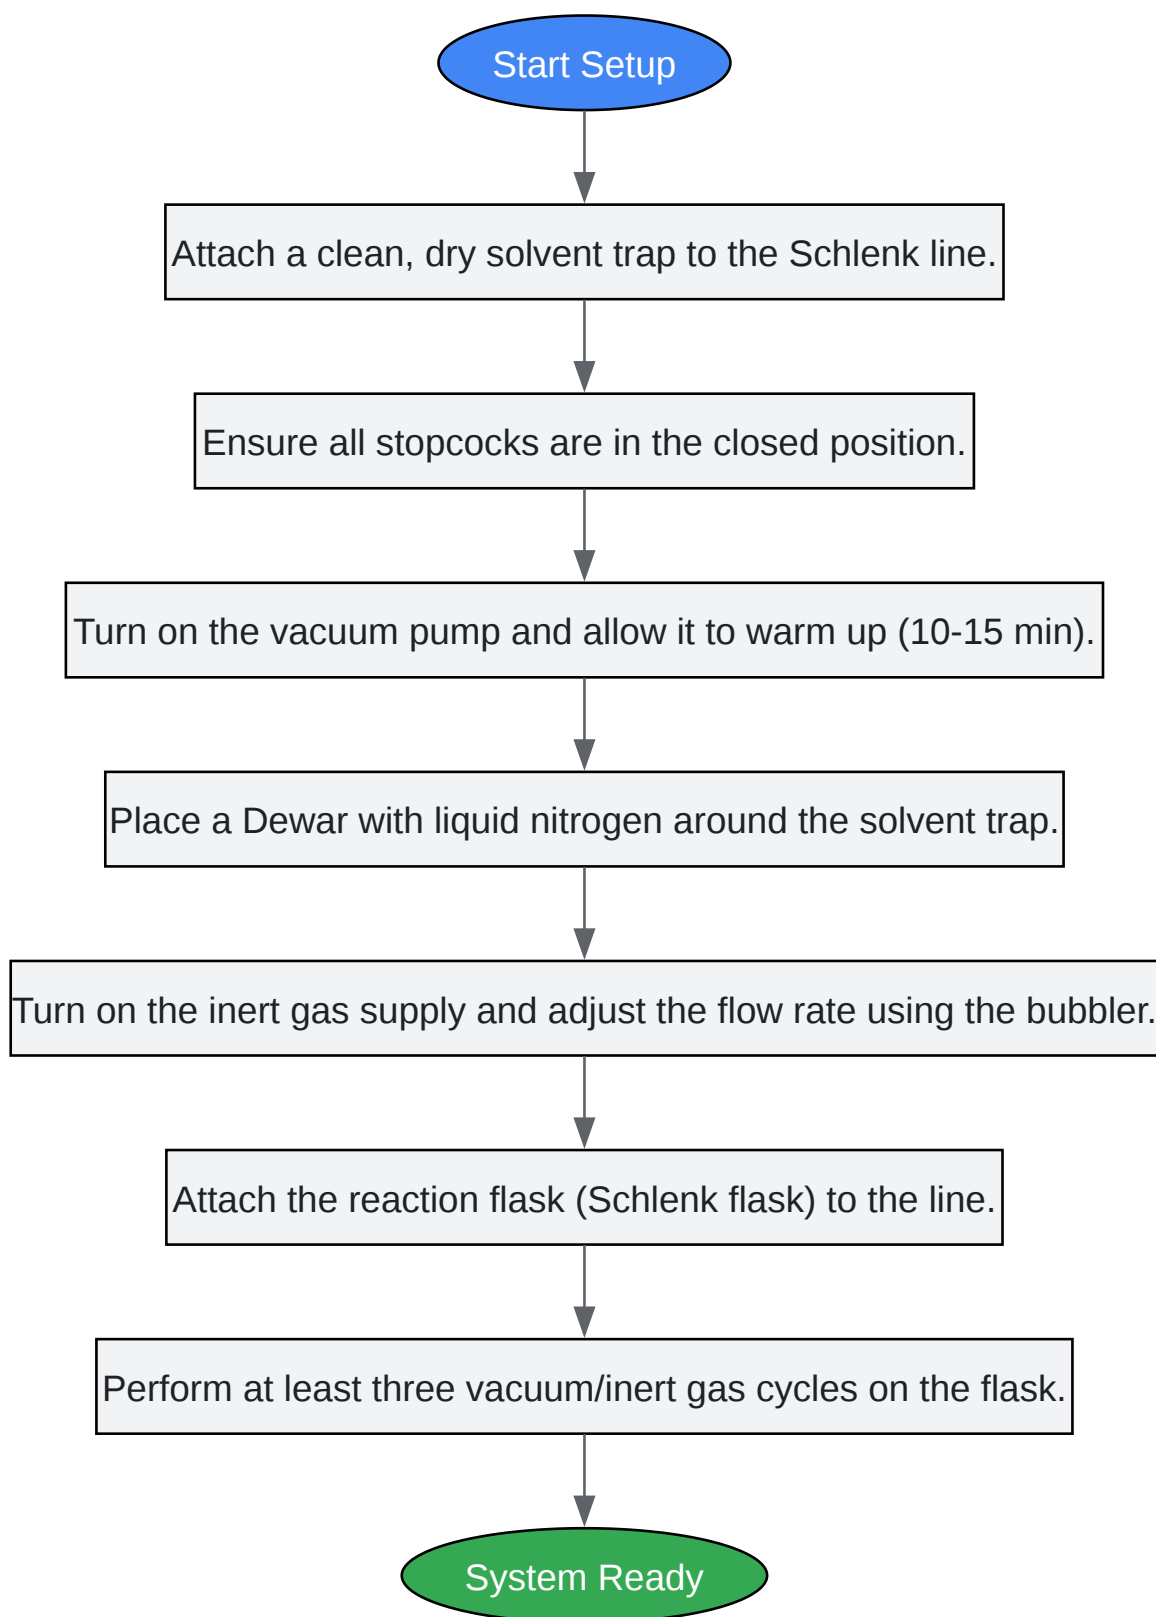 Start Setup
Attach a clean, dry solvent trap to the Schlenk line.
Ensure all stopcocks are in the closed position.
Turn on the vacuum pump and allow it to warm up (10-15 min).
Place a Dewar with liquid nitrogen around the solvent trap.
Turn on the inert gas supply and adjust the flow rate using the bubbler.
Attach the reaction flask (Schlenk flask) to the line.
Perform at least three vacuum/inert gas cycles on the flask.
System Ready